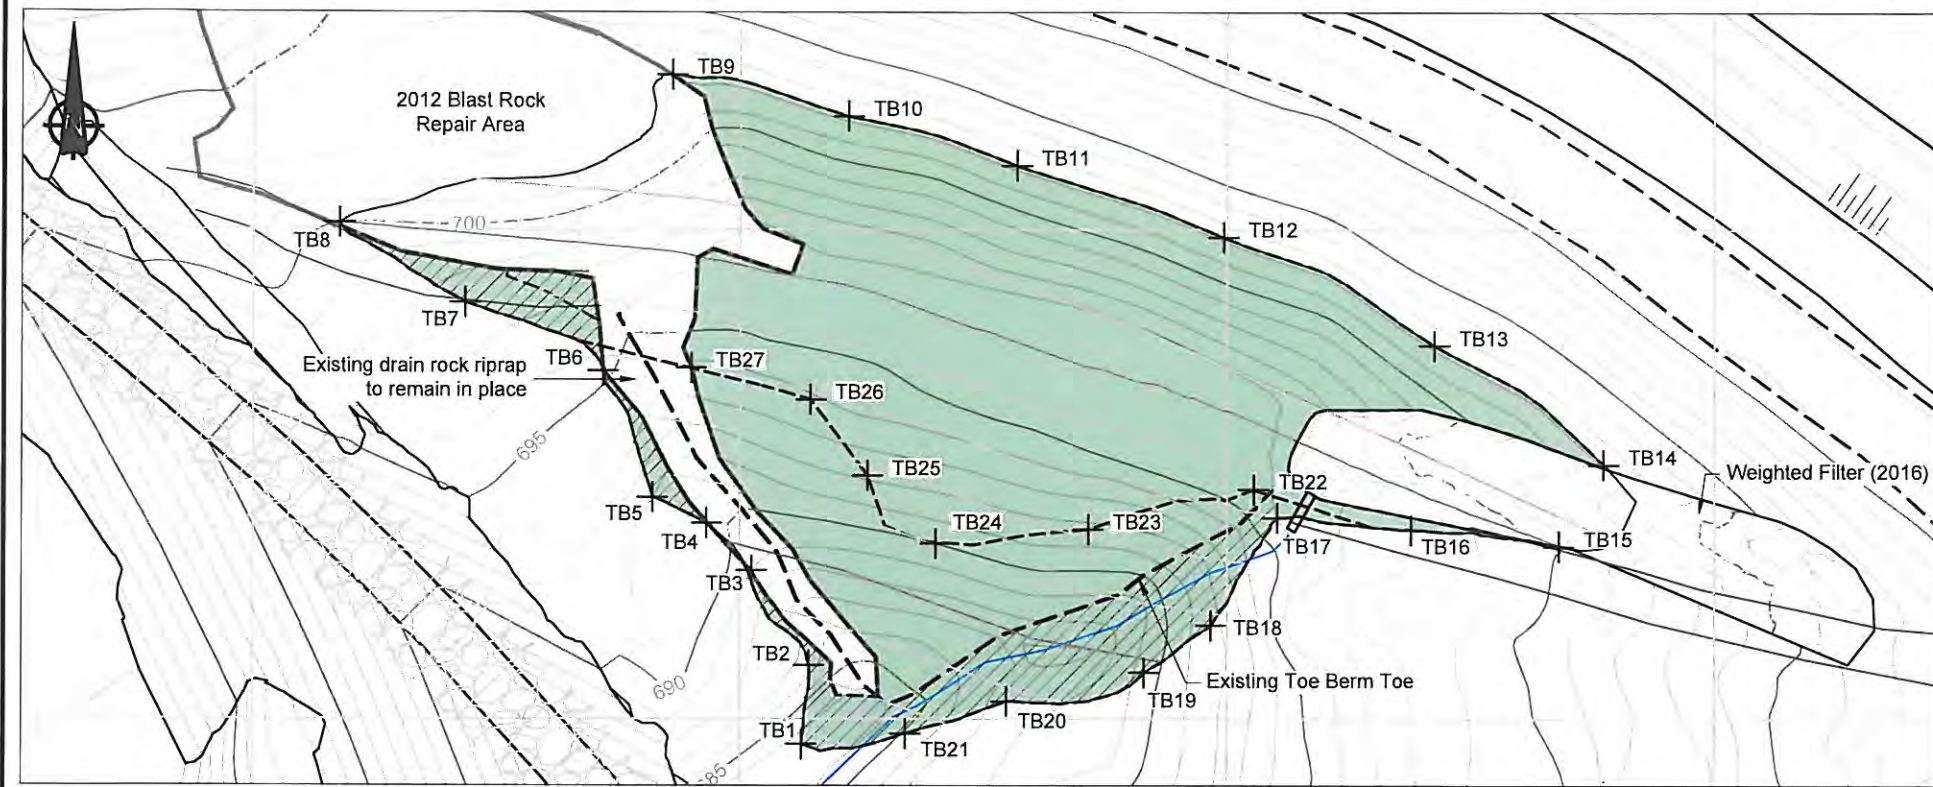 TB9
2012 Blast Rock
Repair Area
TB10
TB11
TB12
700
TB8
TB7
TB13
TB6
TB27
Existing drain rock riprap
to remain in place
TB26
695
TB25
TB14
Weighted Filter (2016)
TB22
TB5
TB4
TB24
TB23
TB17
TB16
TB15
TB3
TB18
TB2
690
TB19
Existing Toe Berm Toe
TB20
TB1
TB21
685